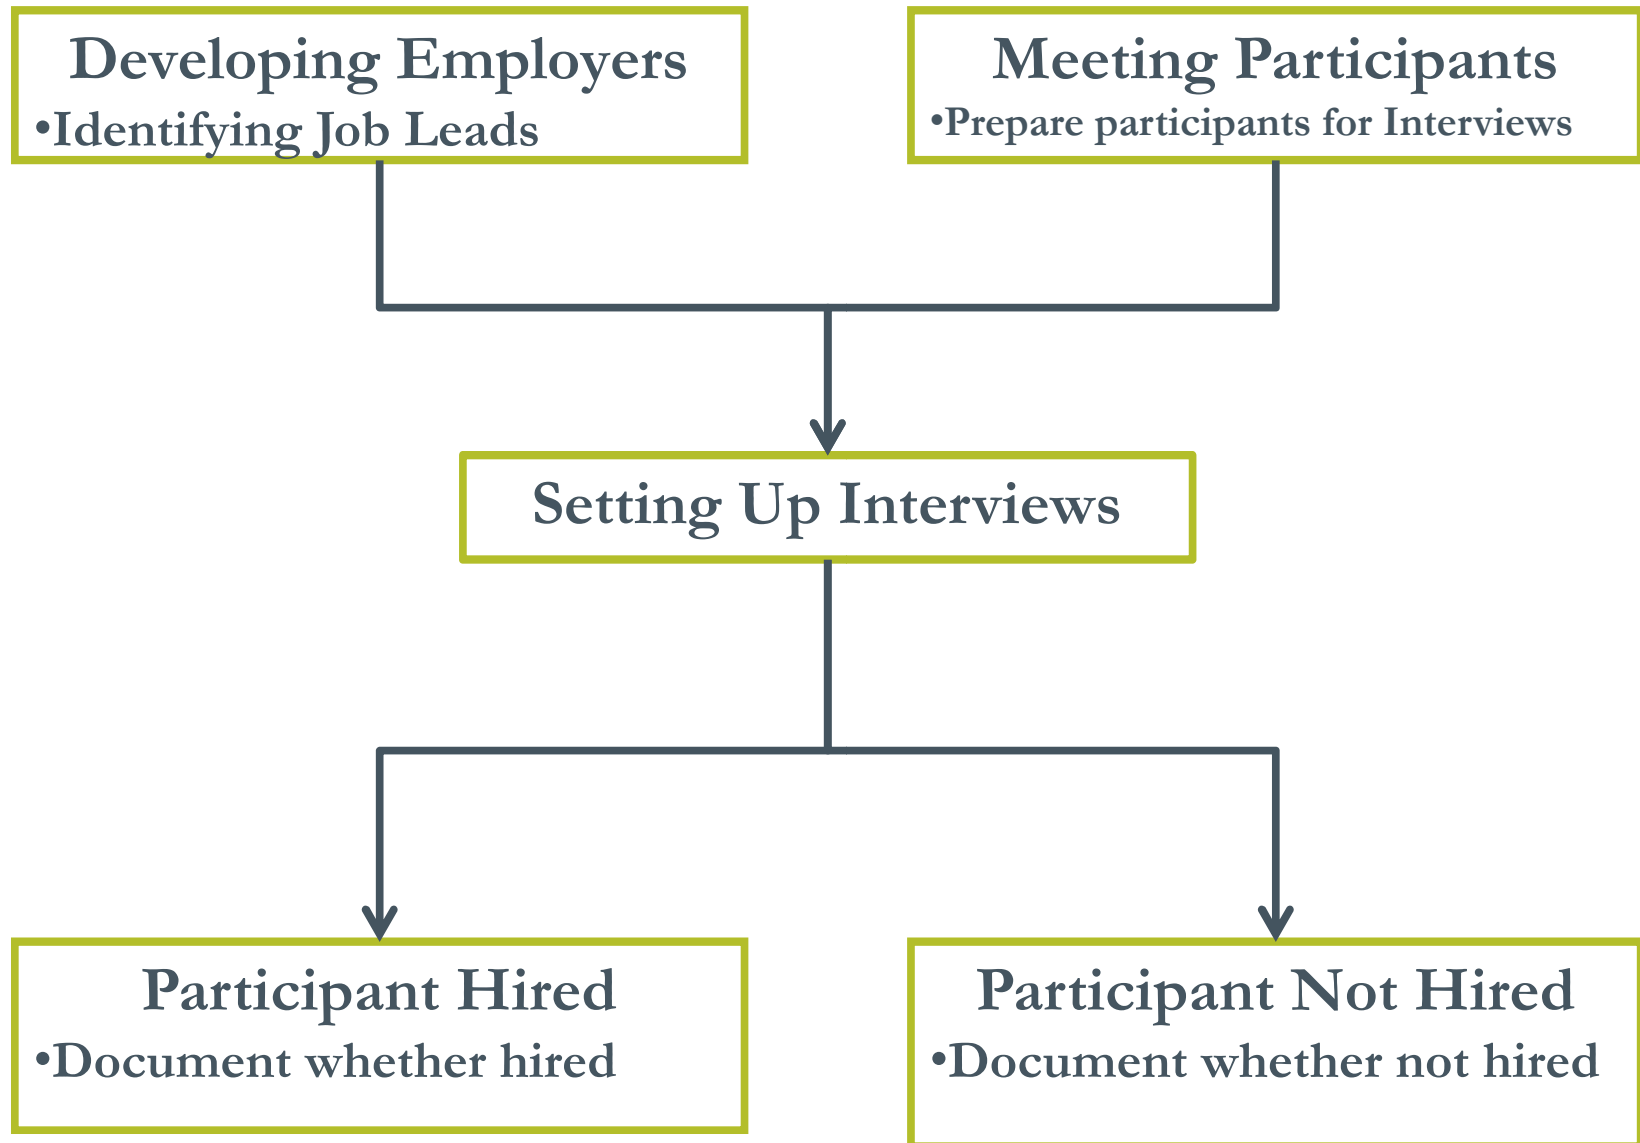 Developing Employers
•Identifying Job Leads
Meeting Participants
•Prepare participants for Interviews
Setting Up Interviews
Participant Hired
•Document whether hired
Participant Not Hired
•Document whether not hired